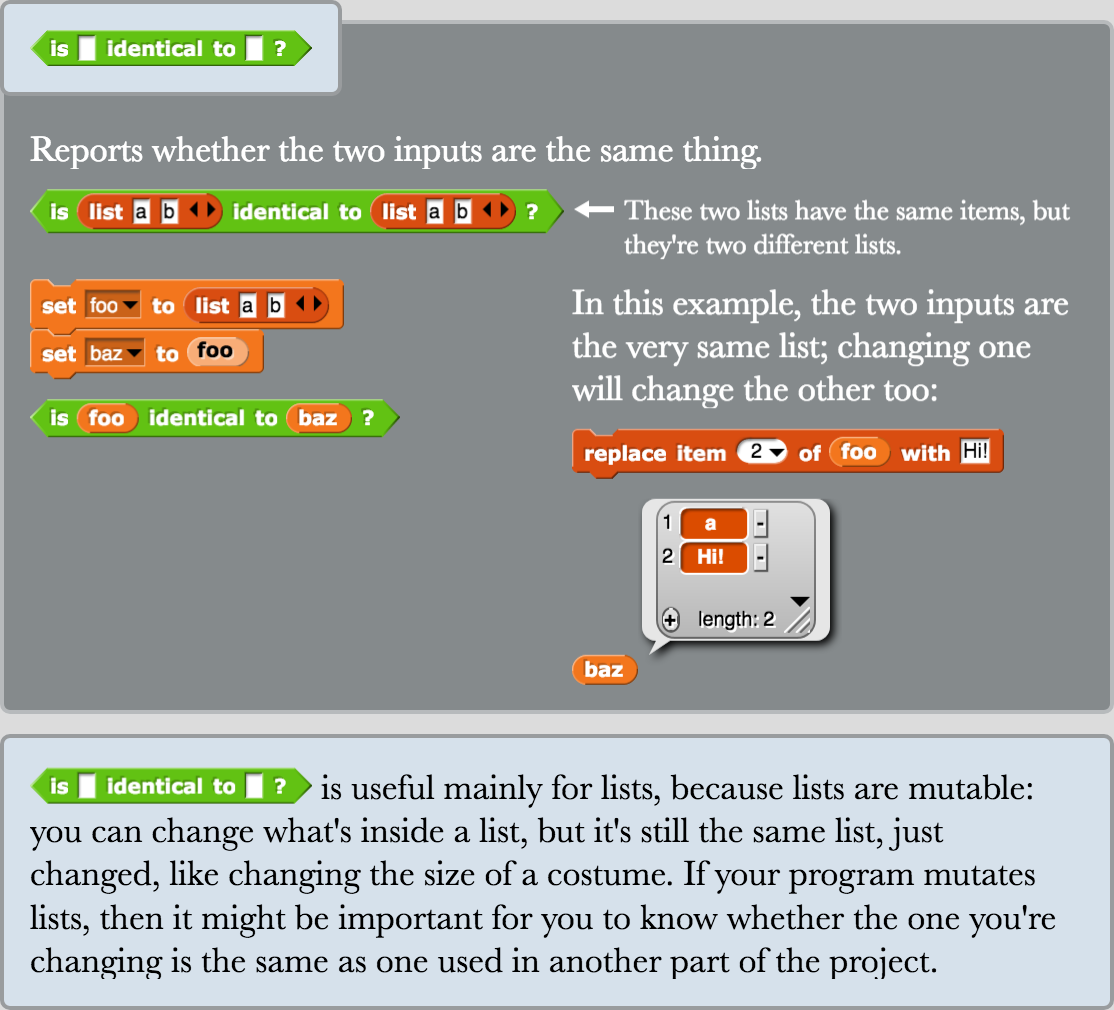 is identical to ?
Reports whether the two inputs are the same thing.
is list a b identical to list a b ?
These two lists have the same items, but
they're two different lists.
set foo to list a b
set baz to foo
is foo identical to baz ?
In this example, the two inputs are
the very same list; changing one
will change the other too:
replace item 2 of foo with Hi!
1 a -
2 Hi! -
+ length: 2
baz
is identical to ? is useful mainly for lists, because lists are mutable:
you can change what's inside a list, but it's still the same list, just
changed, like changing the size of a costume. If your program mutates
lists, then it might be important for you to know whether the one you're
changing is the same as one used in another part of the project.